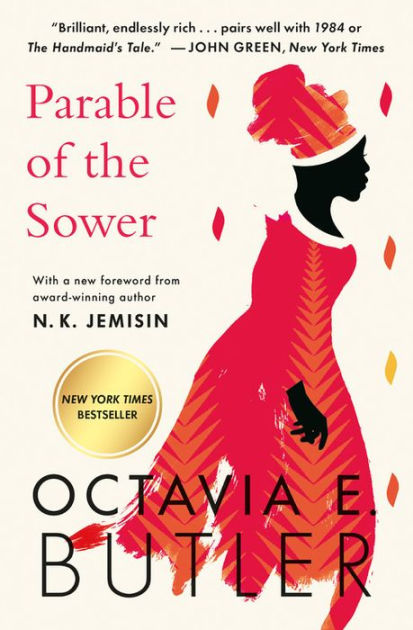 "Brilliant, endlessly rich . . . pairs well with 1984 or
The Handmaid's Tale." —JOHN GREEN, New York Times
Parable
of the
Sower
With a new foreword from
award-winning author
N. K. JEMISIN
NEW YORK TIMES
BESTSELLER
OCTAVIA E.
BUTLER